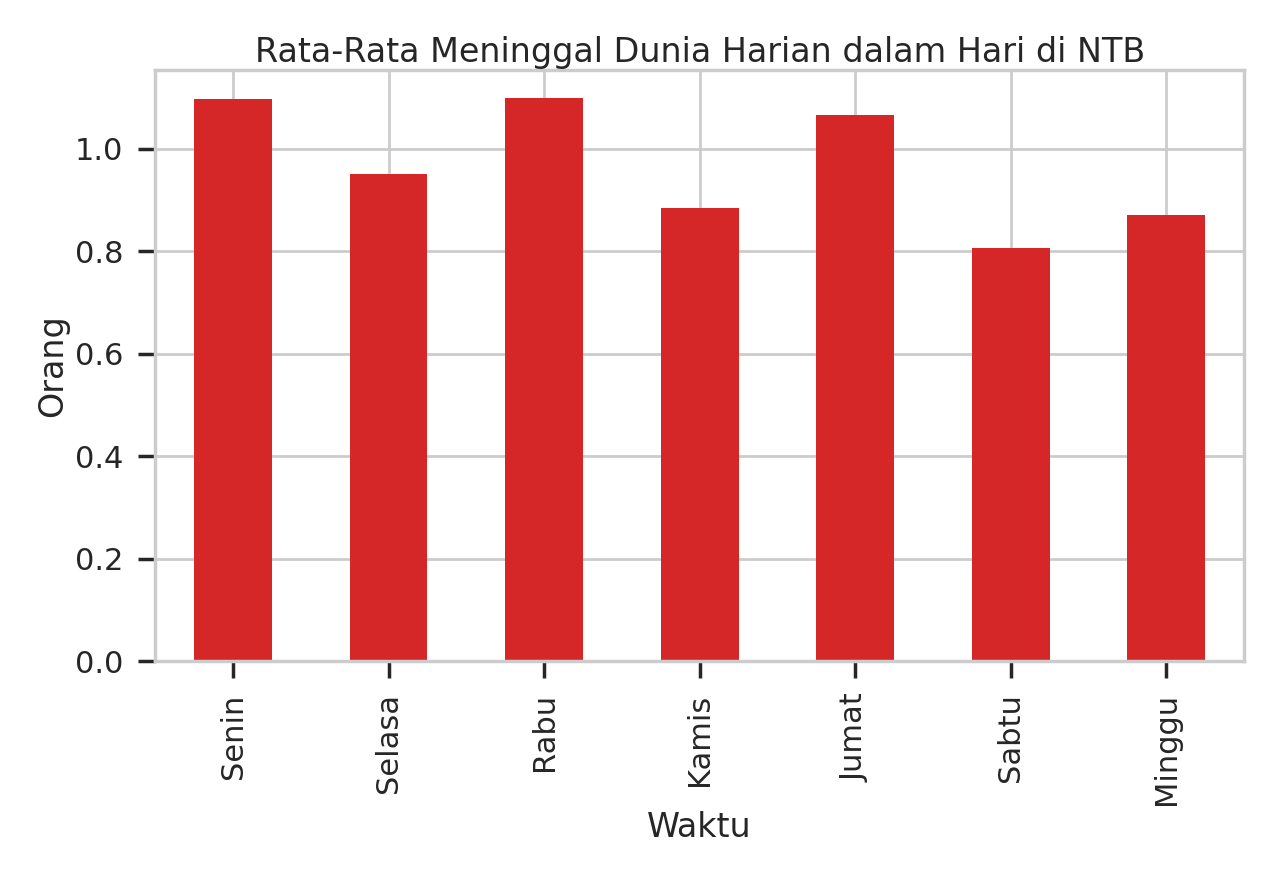 Rata-Rata Meninggal Dunia Harian dalam Hari di NTB
Orang
1.0
0.8
0.6
0.4
0.2
0.0
Senin
Selasa
Rabu
Kamis
Jumat
Sabtu
Minggu
Waktu